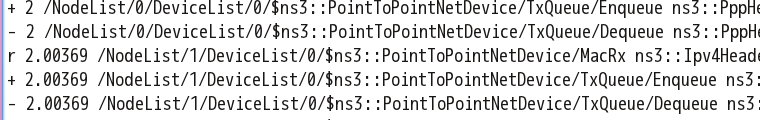 + 2 /NodeList/0/DeviceList/0/$ns3::PointToPointNetDevice/TxQueue/Enqueue ns3::PppHe
- 2 /NodeList/0/DeviceList/0/$ns3::PointToPointNetDevice/TxQueue/Dequeue ns3::PppHe
r 2.00369 /NodeList/1/DeviceList/0/$ns3::PointToPointNetDevice/MacRx ns3::Ipv4Heade
+ 2.00369 /NodeList/1/DeviceList/0/$ns3::PointToPointNetDevice/TxQueue/Enqueue ns3:
- 2.00369 /NodeList/1/DeviceList/0/$ns3::PointToPointNetDevice/TxQueue/Dequeue ns3: